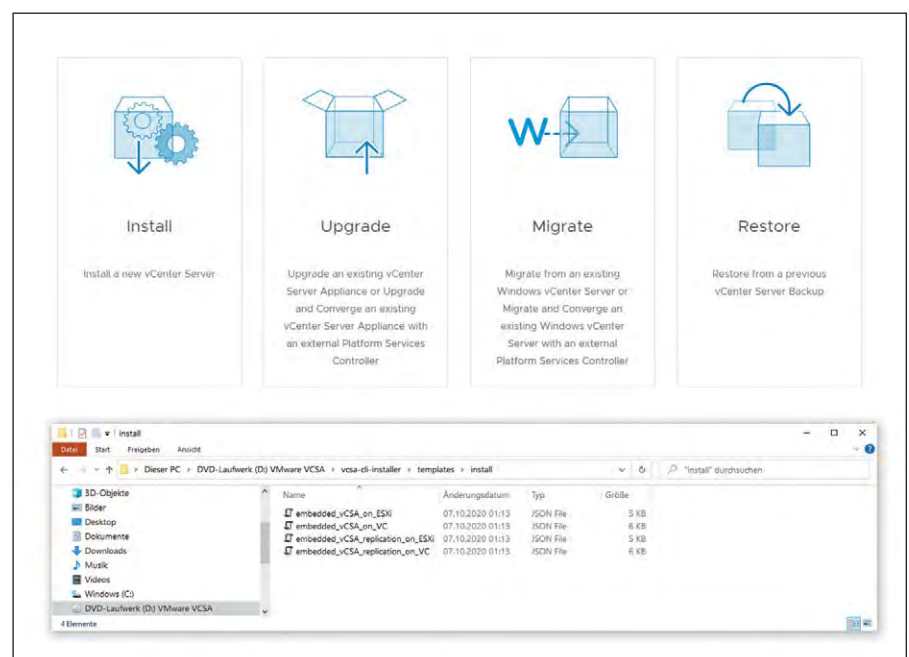 Install
Install a new vCenter Server
Upgrade
Upgrade an existing vCenter
Server Appliance or Upgrade
and Converge an existing
vCenter Server Appliance with
an external Platform Services
Controller
Migrate
Migrate from an existing
Windows vCenter Server or
Migrate and Converge an
existing Windows vCenter
Server with an external
Platform Services Controller
Restore
Restore from a previous
vCenter Server Backup
install
Datei Start Freigeben Ansicht
Dieser PC › DVD-Laufwerk (D:) VMware VCSA › vcsa-cli-installer › templates › install
"install" durchsuchen
3D-Objekte
Bilder
Desktop
Dokumente
Downloads
Musik
Videos
Windows (C:)
DVD-Laufwerk (D:) VMware VCSA
Name Änderungsdatum Typ Größe
embedded_vCSA_on_ESXi 07.10.2020 01:13 JSON File 5 KB
embedded_vCSA_on_VC 07.10.2020 01:13 JSON File 6 KB
embedded_vCSA_replication_on_ESXi 07.10.2020 01:13 JSON File 5 KB
embedded_vCSA_replication_on_VC 07.10.2020 01:13 JSON File 6 KB
4 Elemente